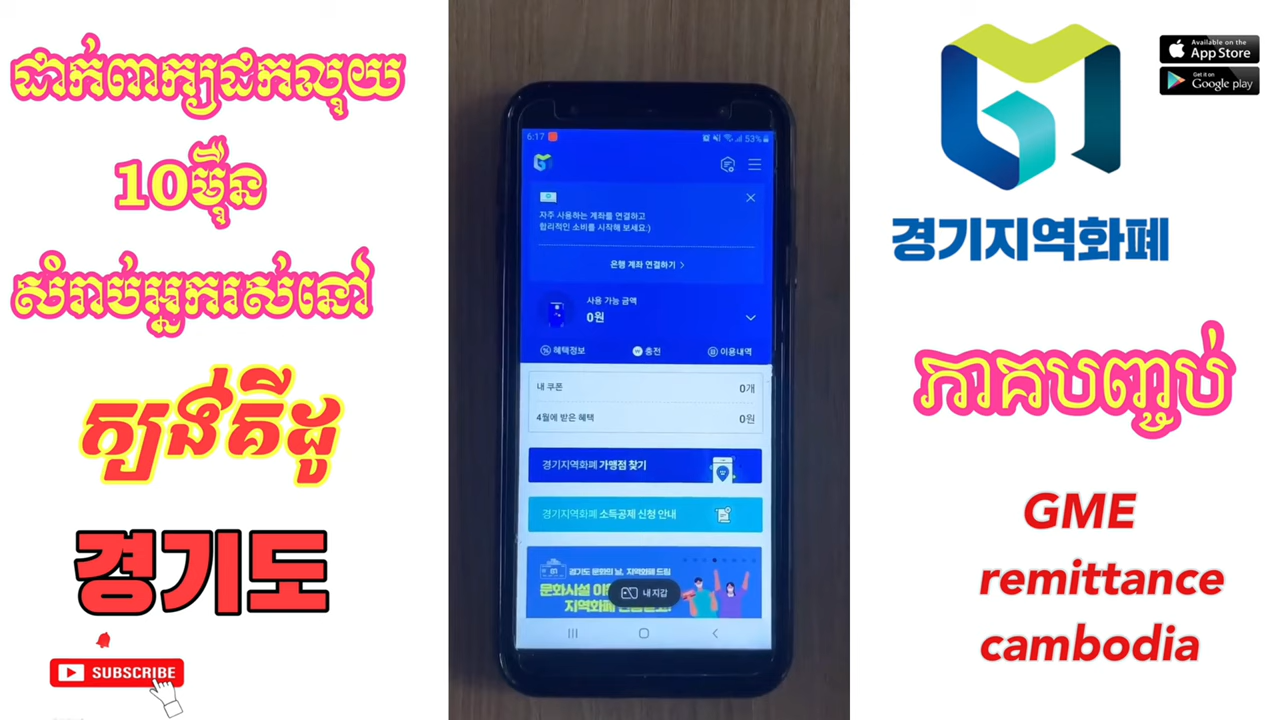 ដាក់ពាក្យដកលុយ
10ម៉ឺន
សំរាប់អ្នករស់នៅ
ក្បង់គីដូ
경기도
SUBSCRIBE
6:17
53%
자주 사용하는 계좌를 연결하고
합리적인 소비를 시작해 보세요:)
은행 계좌 연결하기 >
사용 가능 금액
0원
혜택정보
충전
이용내역
내 쿠폰
0개
4월에 받은 혜택
0원
경기지역화폐 가맹점 찾기
경기지역화폐 소득공제 신청 안내
경기도 문화의 날, 지역화폐 드림
문화시설
지역화폐
내 지갑
Available on the
App Store
Get it on
Google play
경기지역화폐
ភាគបញ្ចប់
GME
remittance
cambodia